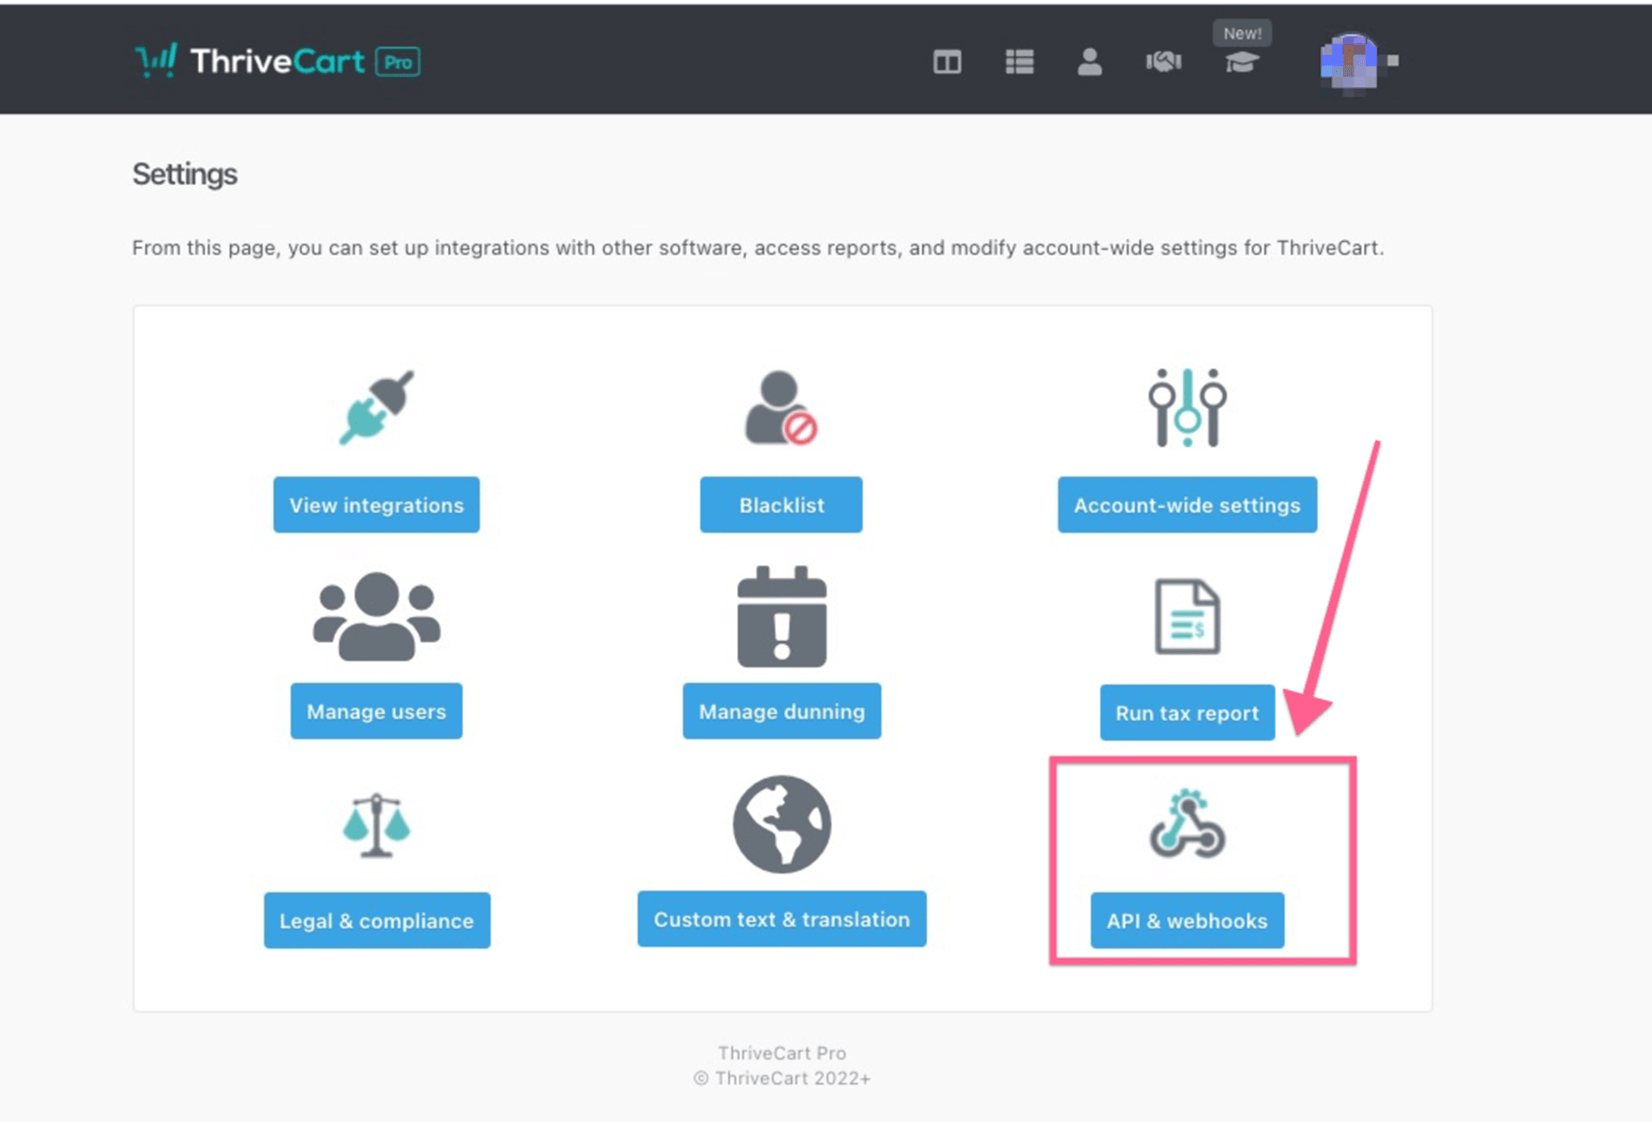 ThriveCart Pro
New!
Settings
From this page, you can set up integrations with other software, access reports, and modify account-wide settings for ThriveCart.
View integrations
Blacklist
Account-wide settings
Manage users
Manage dunning
$
Run tax report
Legal & compliance
Custom text & translation
API & webhooks
ThriveCart Pro
© ThriveCart 2022+